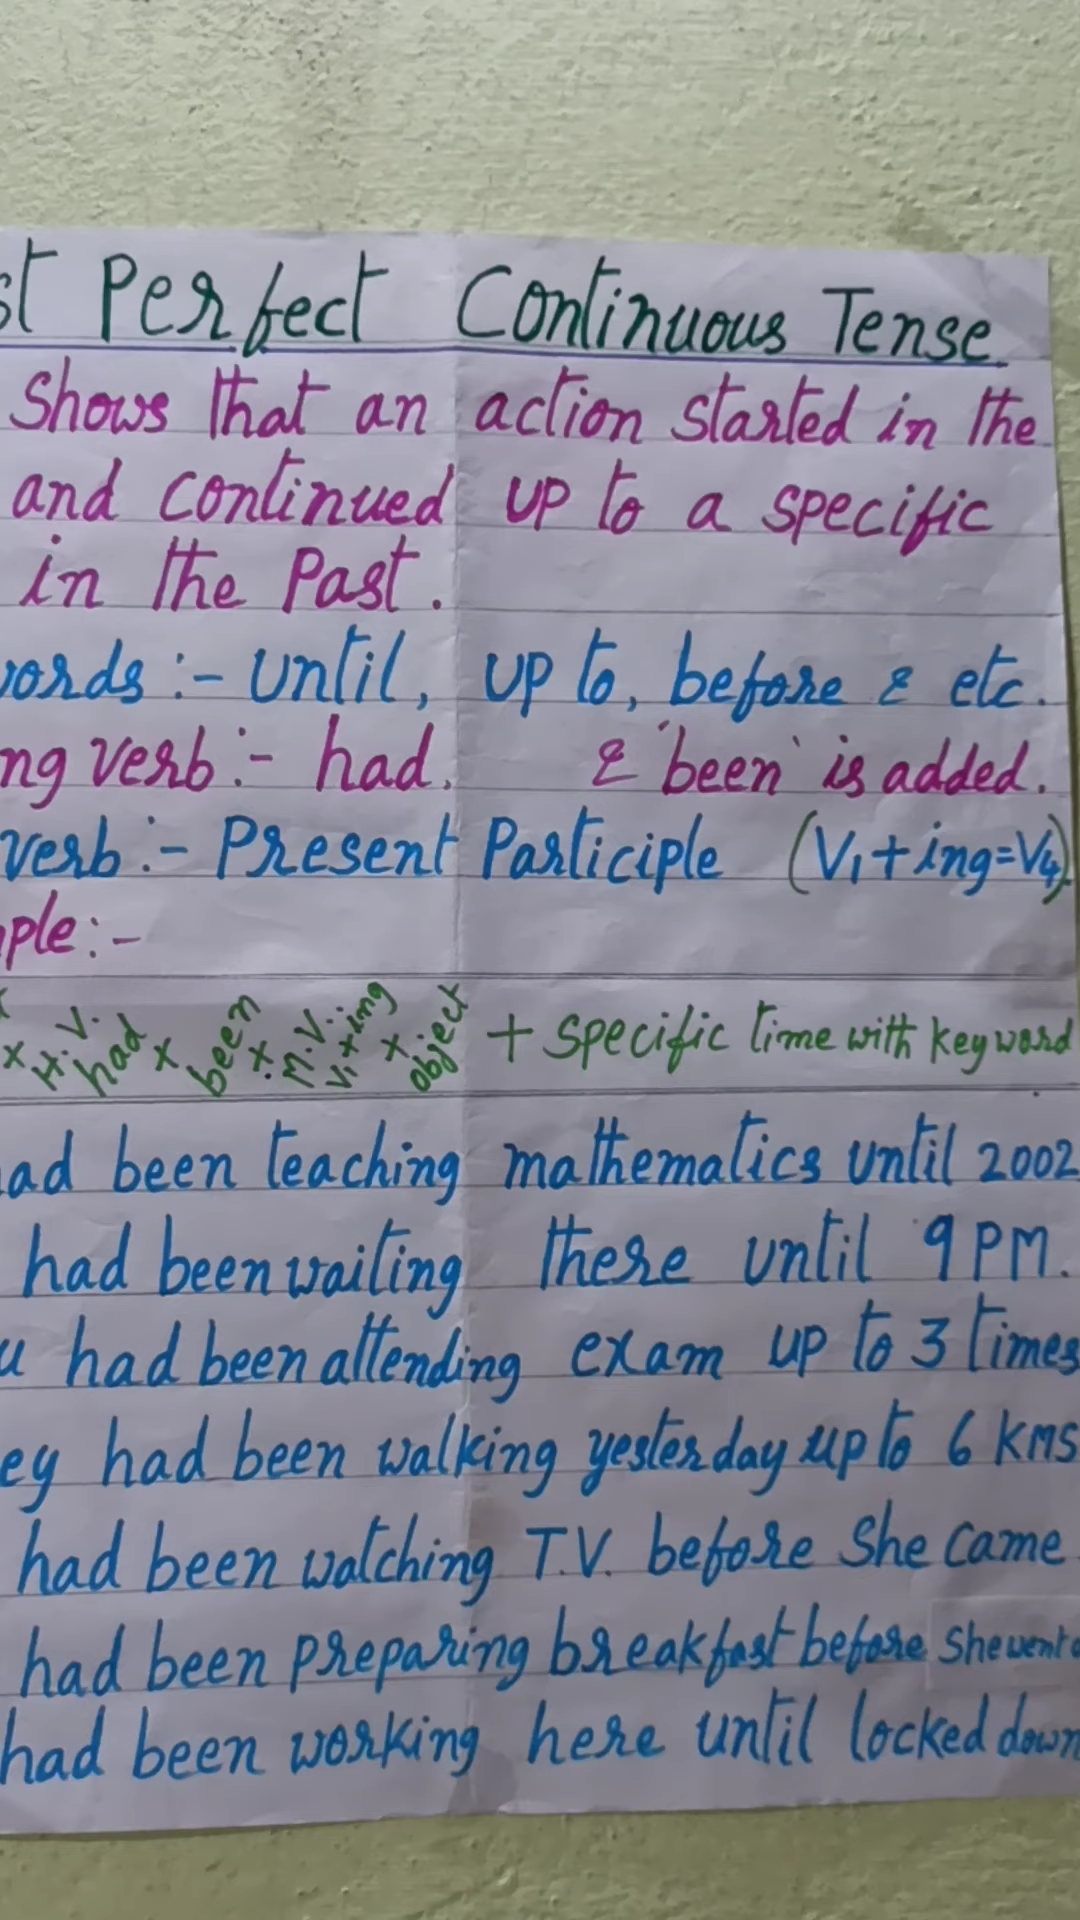 st Perfect Continuous Tense
Shows that an action started in the
and continued up to a specific
in the Past.
words :- until, up to, before & etc.
ng verb :- had. & 'been' is added.
verb :- Present Participle (V1 + ing = V4)
ple :-
x H.V. had x been x M.V. V1 x ing x object + specific time with keyword
ad been teaching mathematics until 2002
had been waiting there until 9 PM.
u had been attending exam up to 3 times
ey had been walking yesterday up to 6 KMS
had been watching T.V. before She came
had been preparing breakfast before She went
had been working here until locked down